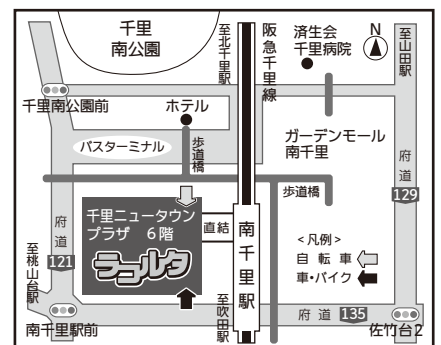 千里
南公園
至北千里駅
阪急千里線
済生会
千里病院
N
至山田駅
千里南公園前
ホテル
バスターミナル
歩道橋
ガーデンモール
南千里
府道
129
歩道橋
千里ニュータウン
プラザ 6階
ラコルタ
直結
南千里駅
<凡例>
自転車
車・バイク
府道
121
至桃山台駅
至吹田駅
南千里駅前
府道 135
佐竹台2